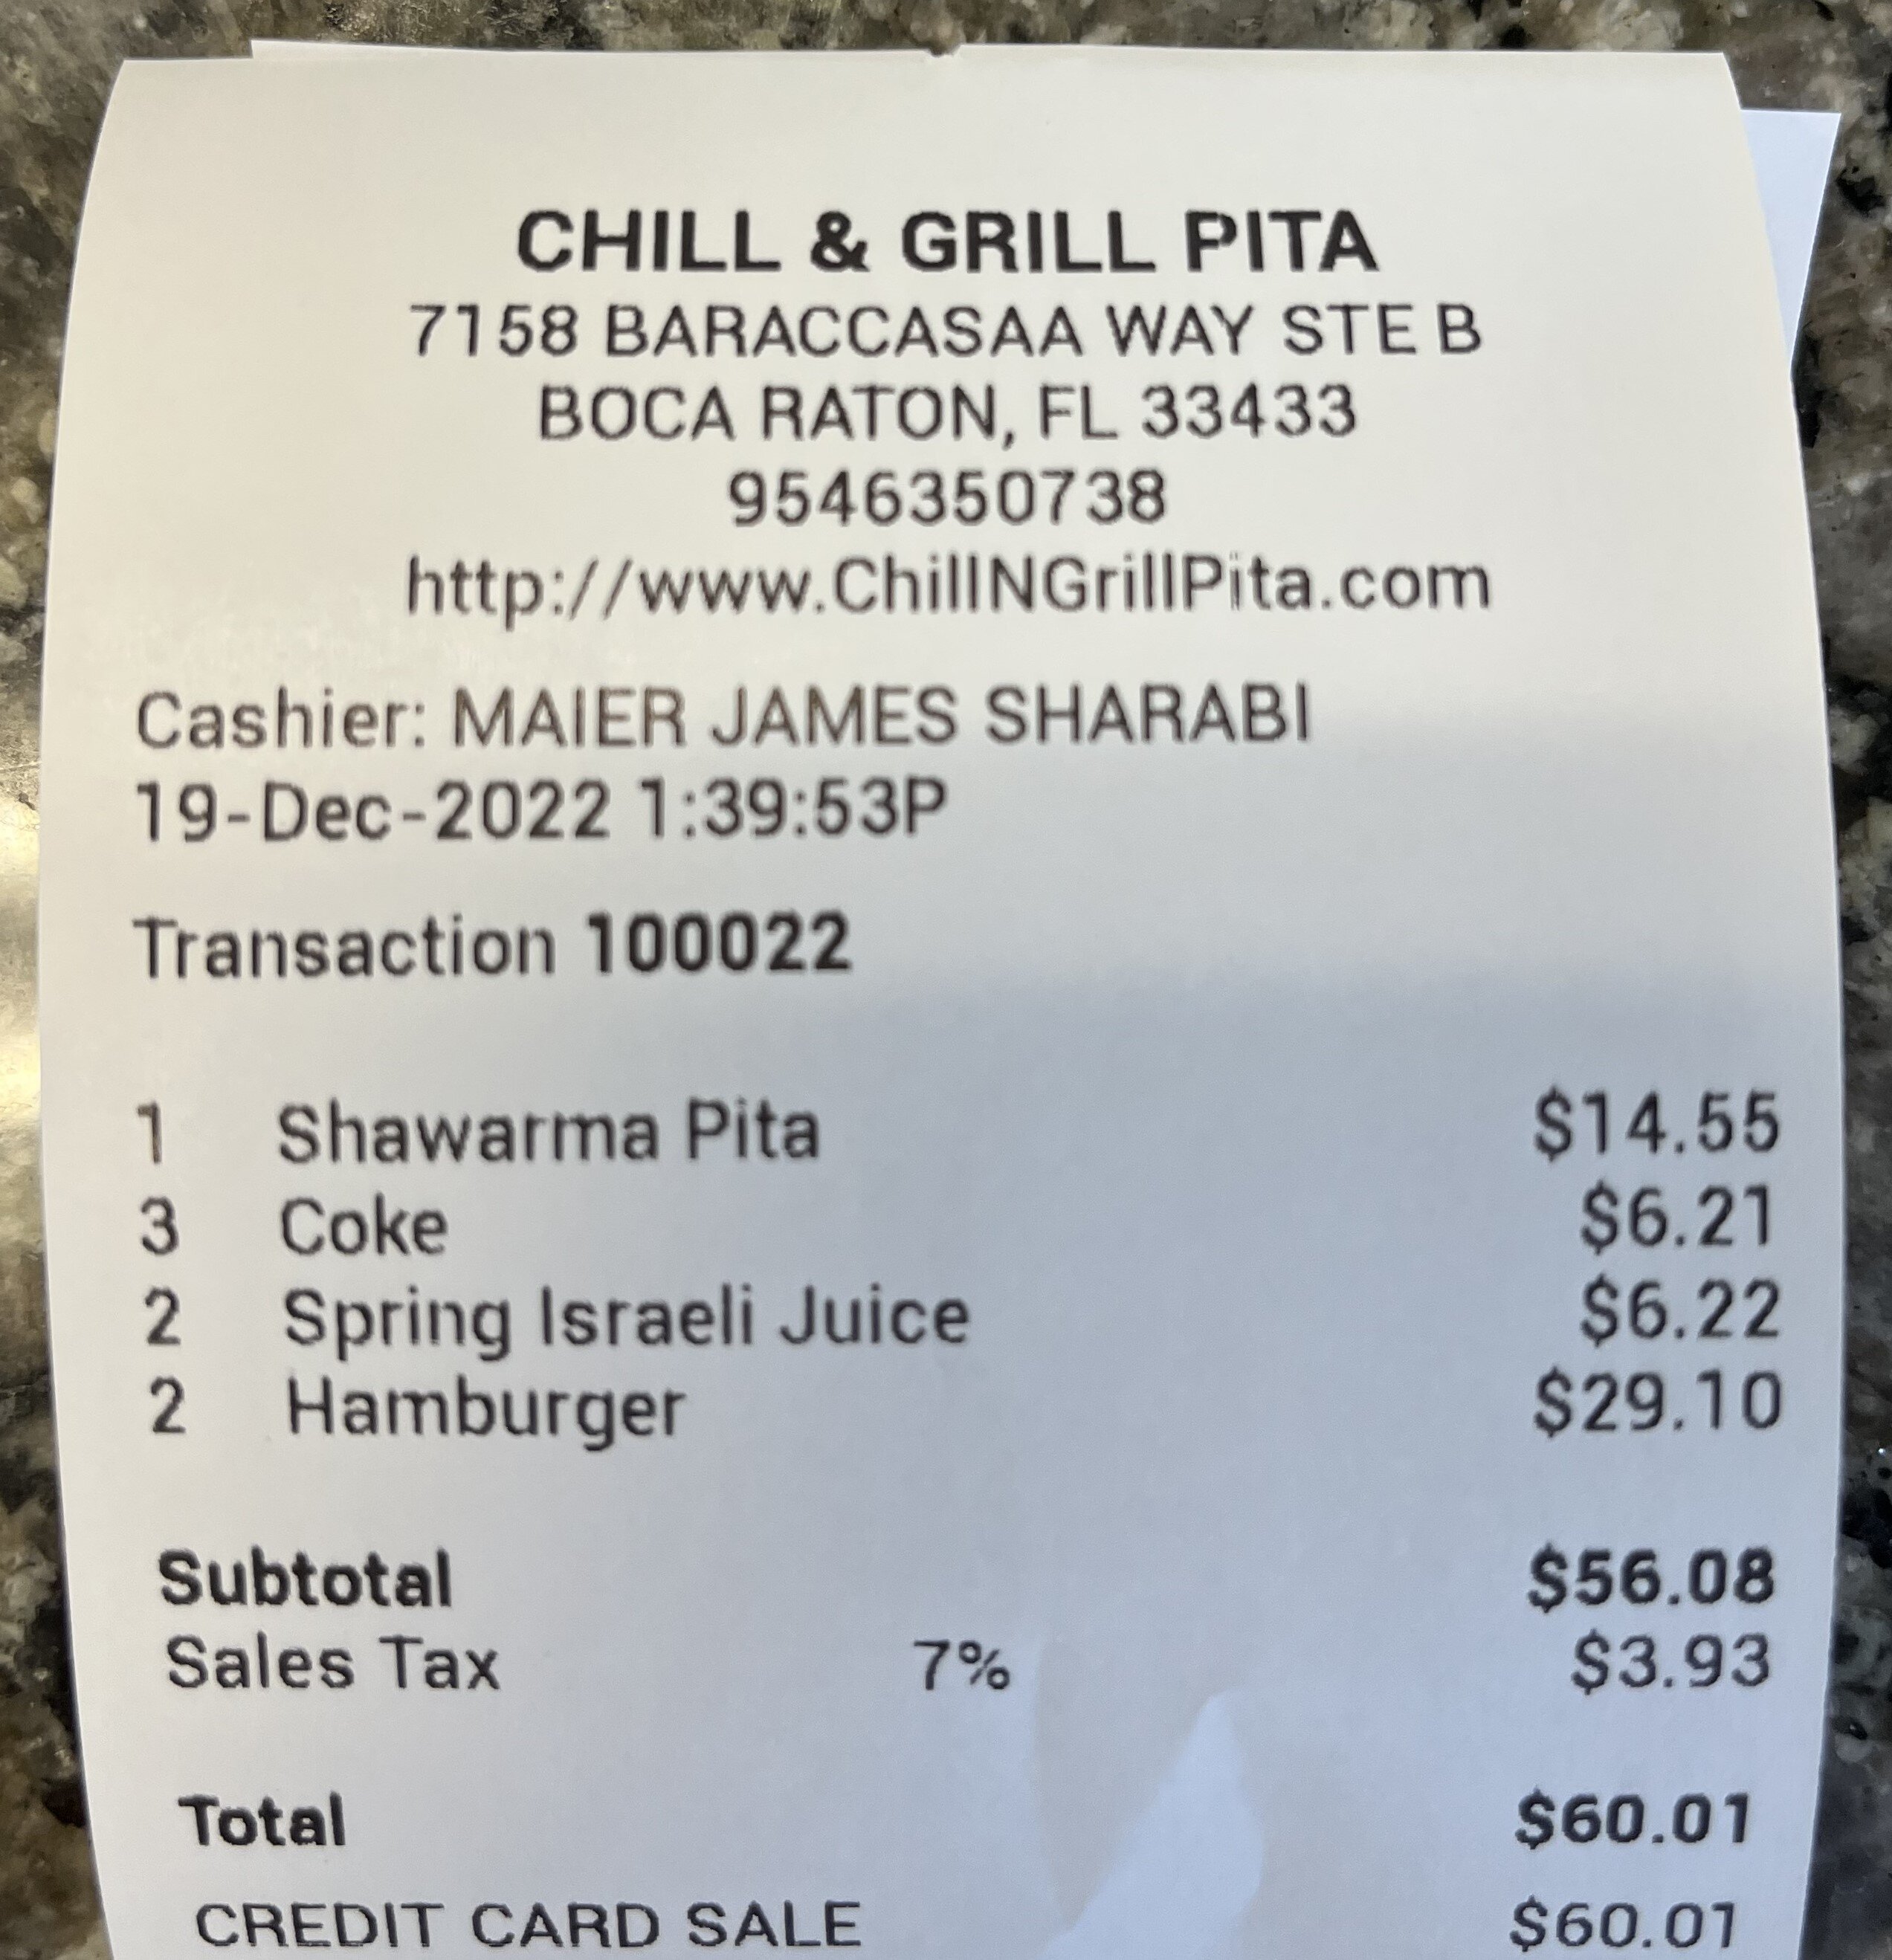 CHILL & GRILL PITA
7158 BARACCASAA WAY STE B
BOCA RATON, FL 33433
9546350738
http://www.ChillNGrillPita.com
Cashier: MAIER JAMES SHARABI
19-Dec-2022 1:39:53P
Transaction 100022
1 Shawarma Pita $14.55
3 Coke $6.21
2 Spring Israeli Juice $6.22
2 Hamburger $29.10
Subtotal $56.08
Sales Tax 7% $3.93
Total $60.01
CREDIT CARD SALE $60.01